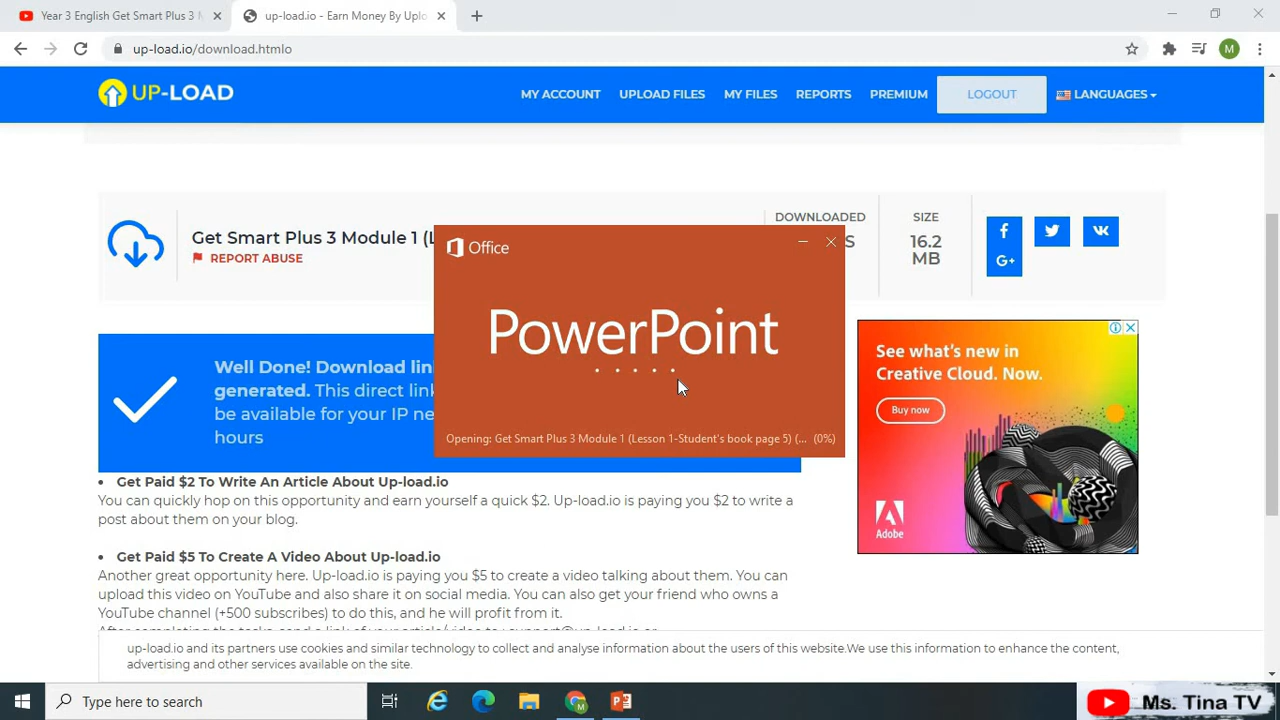 Year 3 English Get Smart Plus 3 M
up-load.io - Earn Money By Uplo
up-load.io/download.htmlo
M
UP-LOAD
MY ACCOUNT UPLOAD FILES MY FILES REPORTS PREMIUM LOGOUT LANGUAGES
Get Smart Plus 3 Module 1 (L
REPORT ABUSE
DOWNLOADED
S
SIZE
16.2
MB
G+
Office
PowerPoint
Opening: Get Smart Plus 3 Module 1 (Lesson 1-Student's book page 5) (... (0%)
Well Done! Download lin
generated. This direct link
be available for your IP ne
hours
See what's new in
Creative Cloud. Now.
Buy now
Adobe
• Get Paid $2 To Write An Article About Up-load.io
You can quickly hop on this opportunity and earn yourself a quick $2. Up-load.io is paying you $2 to write a
post about them on your blog.
• Get Paid $5 To Create A Video About Up-load.io
Another great opportunity here. Up-load.io is paying you $5 to create a video talking about them. You can
upload this video on YouTube and also share it on social media. You can also get your friend who owns a
YouTube channel (+500 subscribes) to do this, and he will profit from it.
up-load.io and its partners use cookies and similar technology to collect and analyse information about the users of this website.We use this information to enhance the content,
advertising and other services available on the site.
Type here to search
Ms. Tina TV